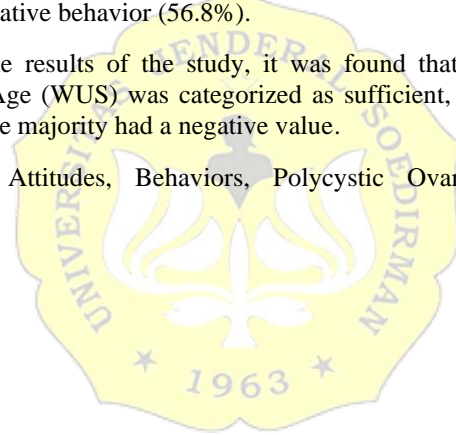 ative behavior (56.8%).
e results of the study, it was found that
Age (WUS) was categorized as sufficient,
e majority had a negative value.
Attitudes, Behaviors, Polycystic Ovar
UNIVERSITAS JENDERAL SOEDIRMAN
1963